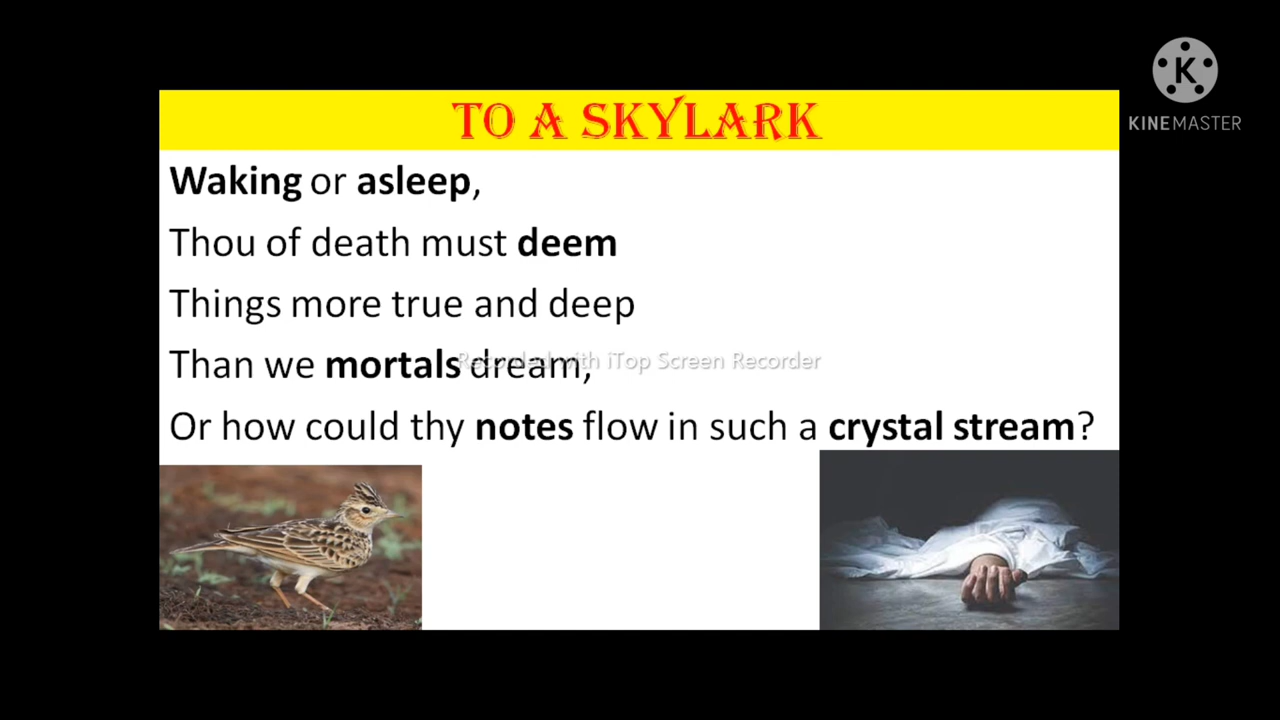 K
KINEMASTER
TO A SKYLARK
Waking or asleep,
Thou of death must deem
Things more true and deep
Than we mortals dream,
Recorded with iTop Screen Recorder
Or how could thy notes flow in such a crystal stream?